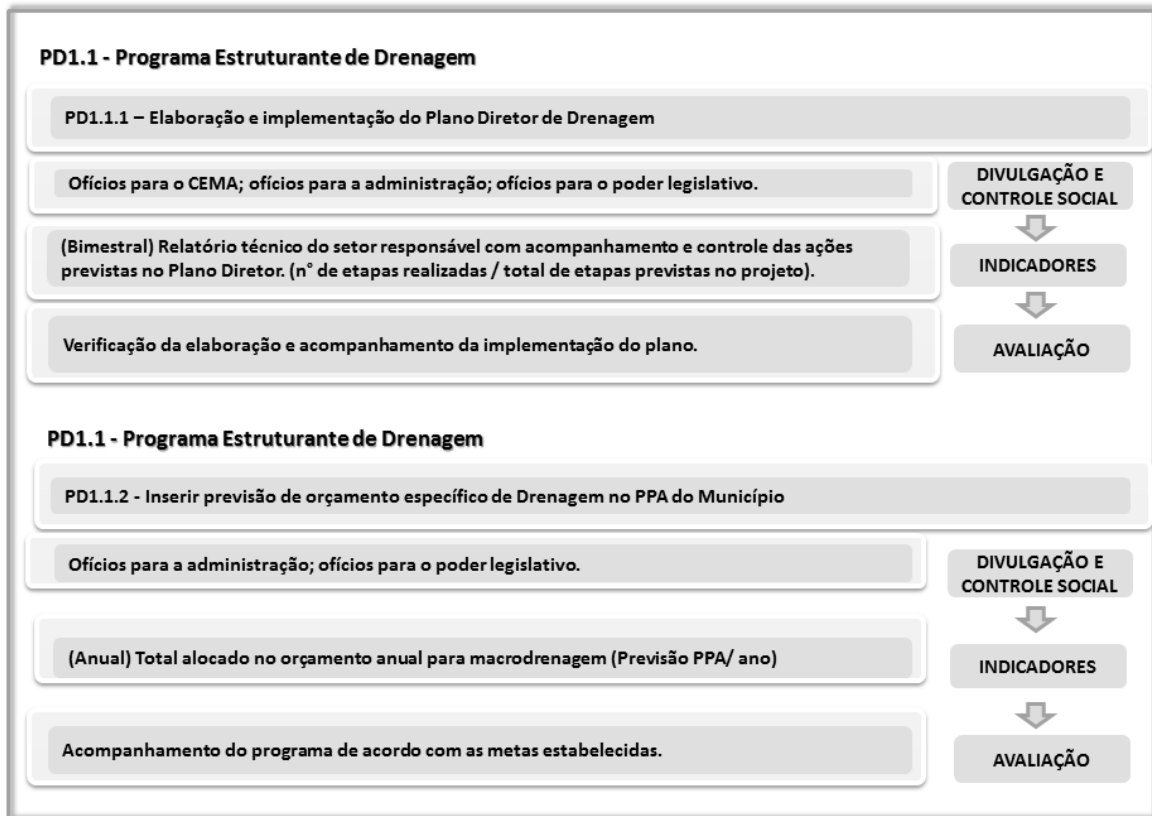 PD1.1 - Programa Estruturante de Drenagem
PD1.1.1 – Elaboração e implementação do Plano Diretor de Drenagem
Ofícios para o CEMA; ofícios para a administração; ofícios para o poder legislativo.
DIVULGAÇÃO E
CONTROLE SOCIAL
(Bimestral) Relatório técnico do setor responsável com acompanhamento e controle das ações
previstas no Plano Diretor. (n° de etapas realizadas / total de etapas previstas no projeto).
INDICADORES
Verificação da elaboração e acompanhamento da implementação do plano.
AVALIAÇÃO
PD1.1 - Programa Estruturante de Drenagem
PD1.1.2 - Inserir previsão de orçamento específico de Drenagem no PPA do Município
Ofícios para a administração; ofícios para o poder legislativo.
DIVULGAÇÃO E
CONTROLE SOCIAL
(Anual) Total alocado no orçamento anual para macrodrenagem (Previsão PPA/ ano)
INDICADORES
Acompanhamento do programa de acordo com as metas estabelecidas.
AVALIAÇÃO